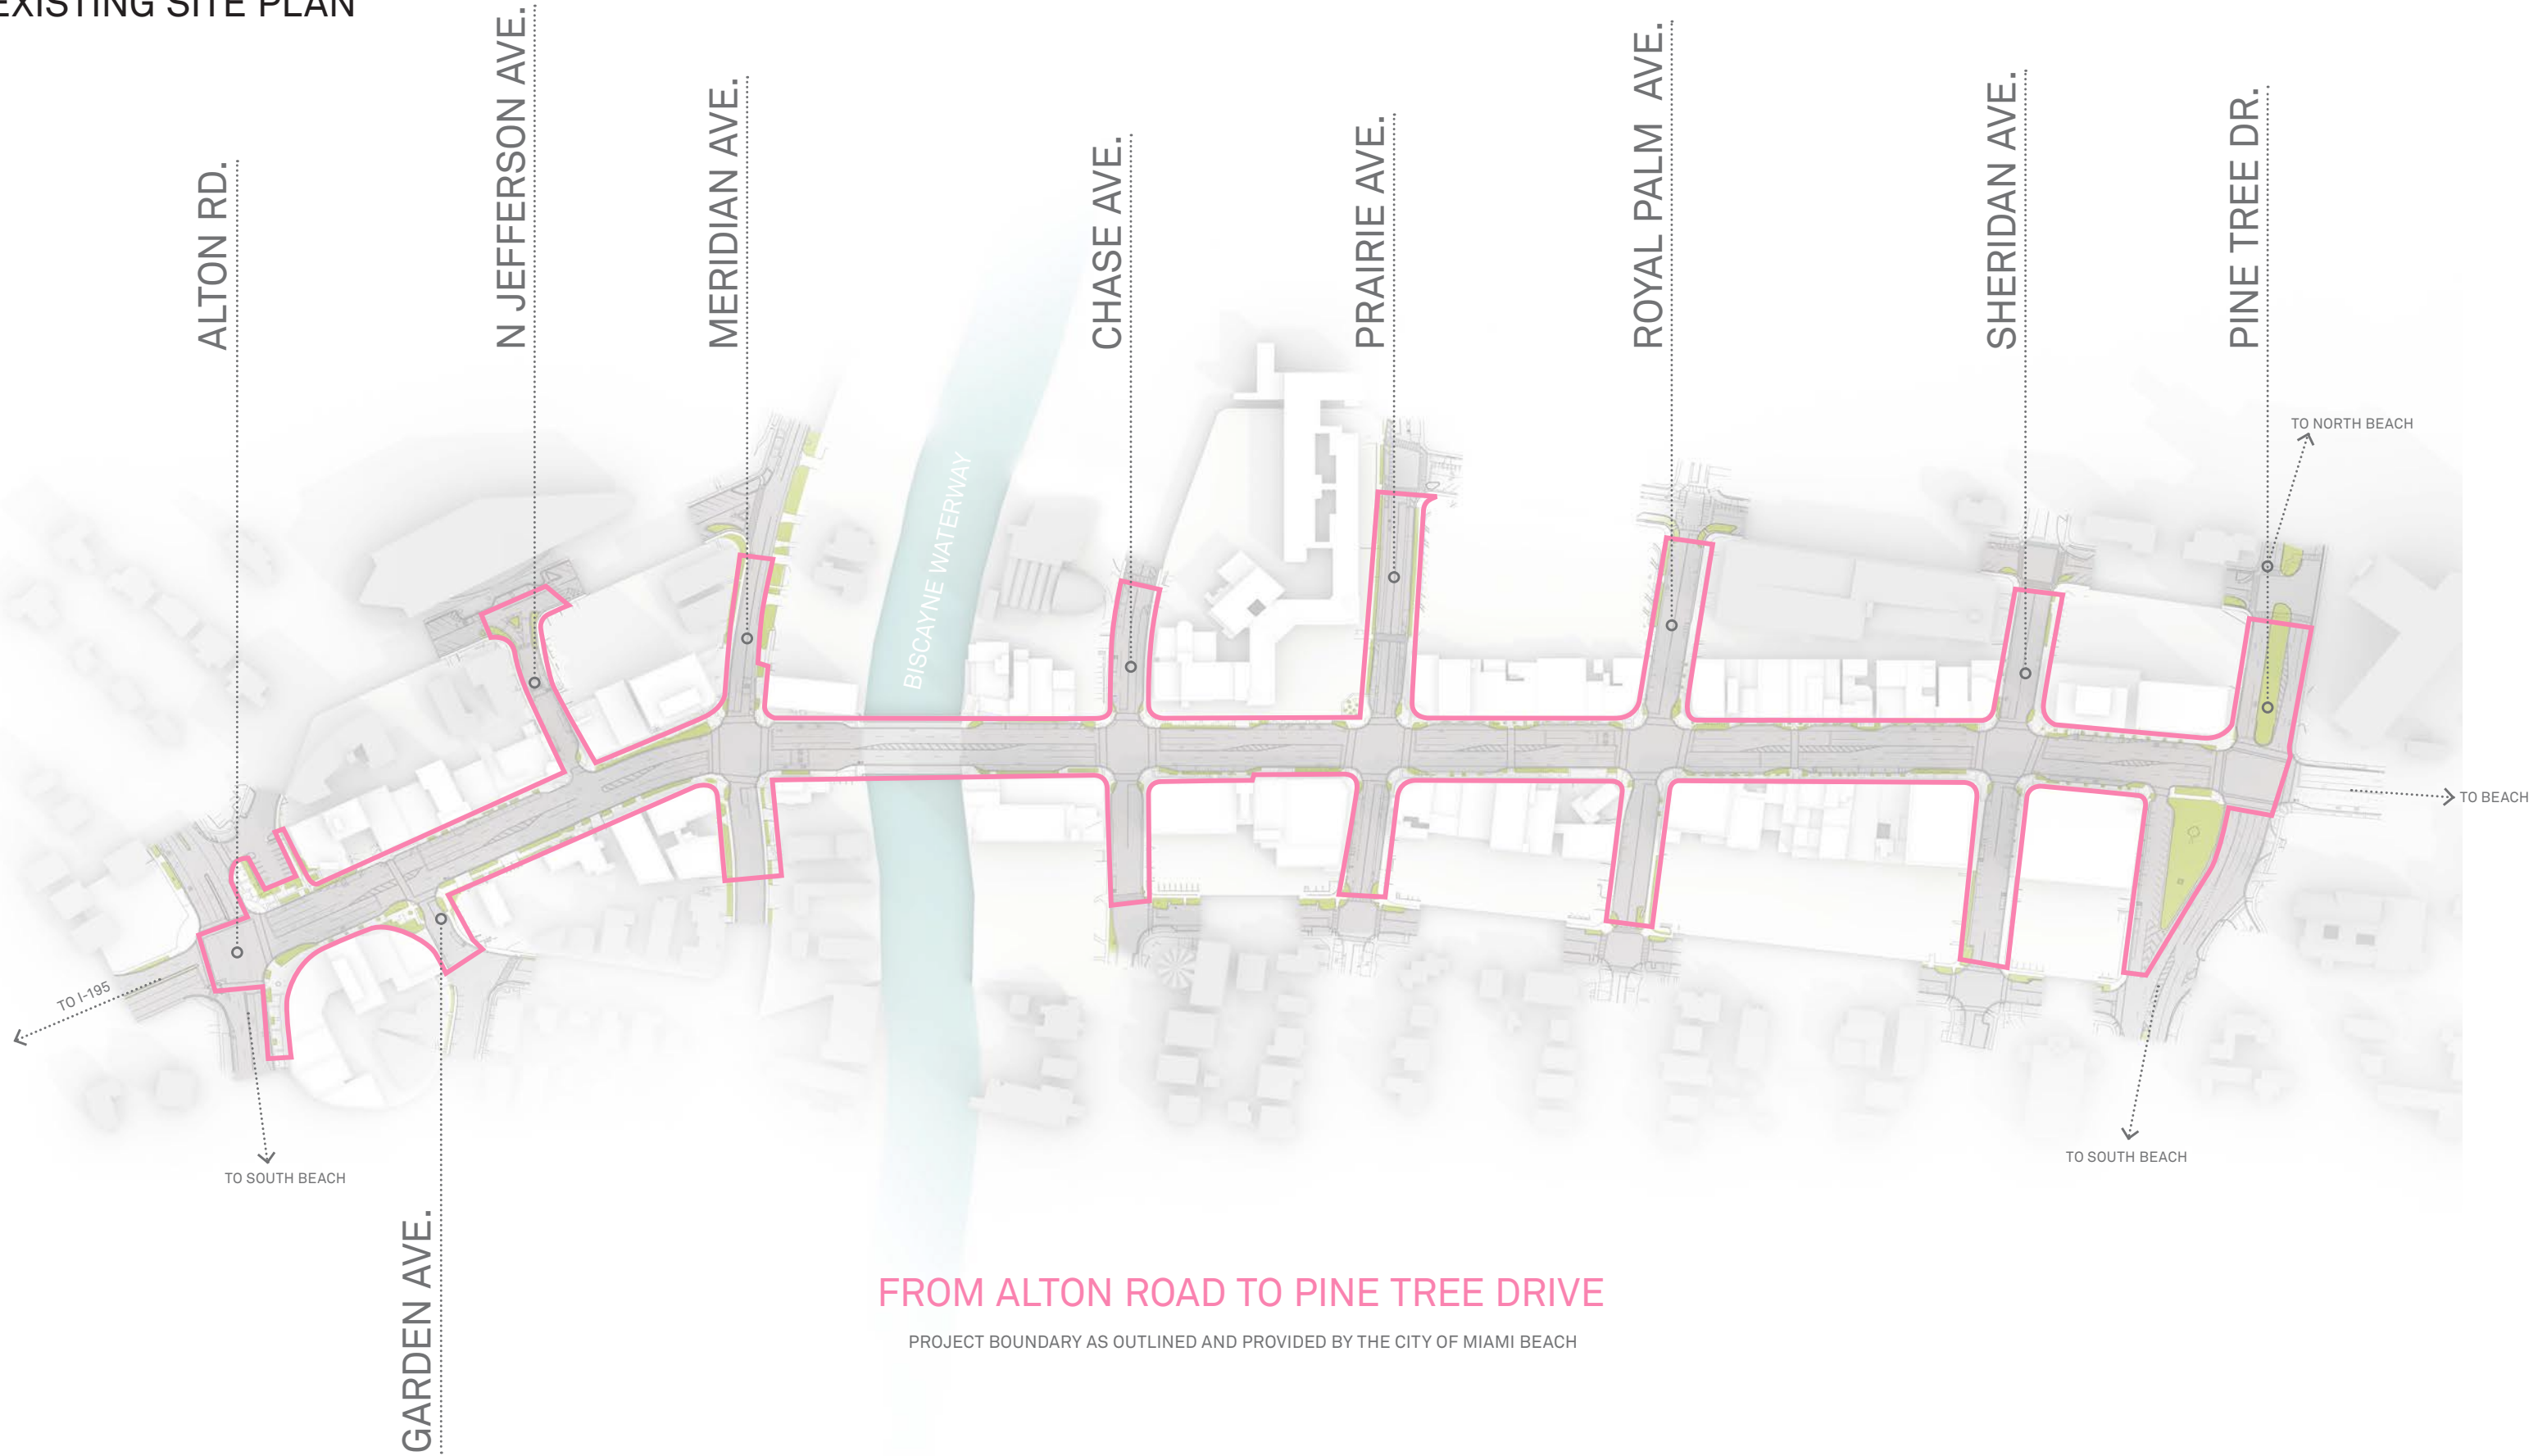 EXISTING SITE PLAN
ALTON RD.
N JEFFERSON AVE.
MERIDIAN AVE.
CHASE AVE.
PRAIRIE AVE.
ROYAL PALM AVE.
SHERIDAN AVE.
PINE TREE DR.
TO NORTH BEACH
BISCAYNE WATERWAY
TO BEACH
TO I-195
TO SOUTH BEACH
TO SOUTH BEACH
GARDEN AVE.
FROM ALTON ROAD TO PINE TREE DRIVE
PROJECT BOUNDARY AS OUTLINED AND PROVIDED BY THE CITY OF MIAMI BEACH